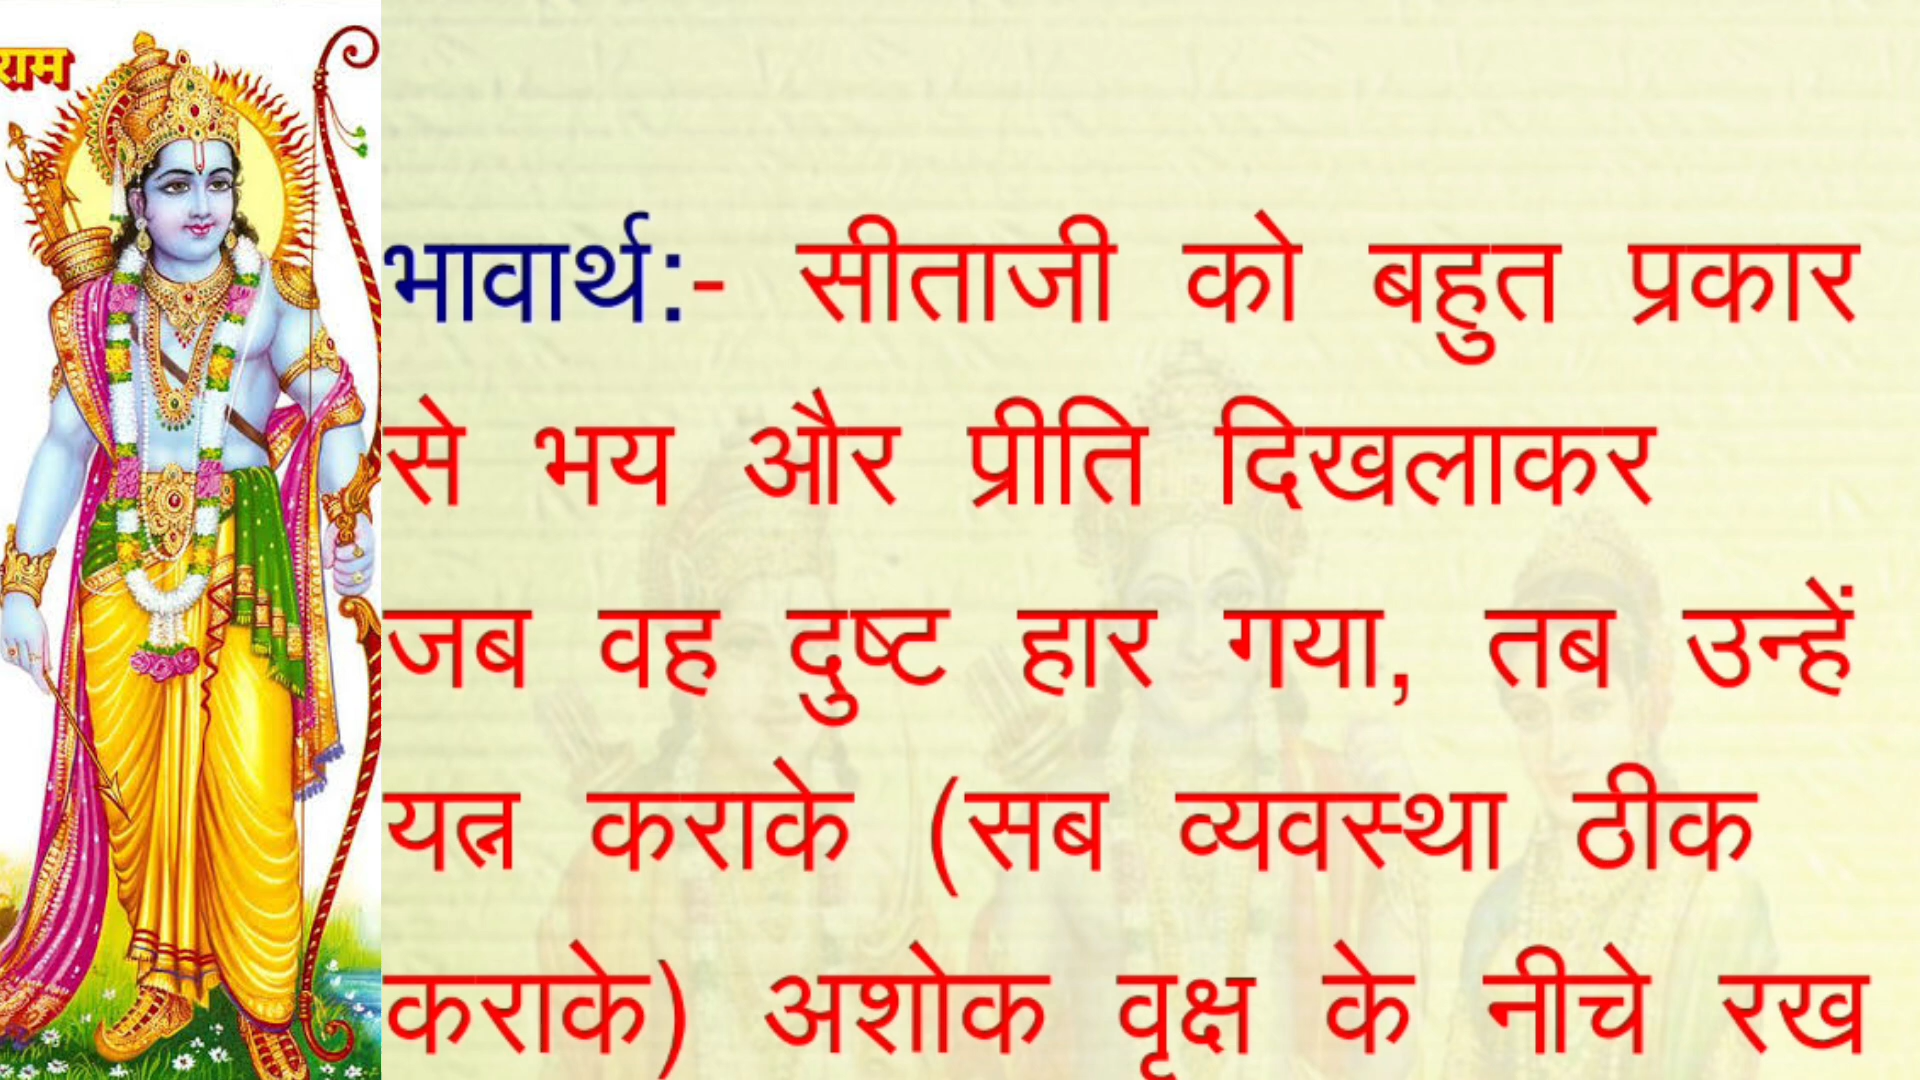 राम
भावार्थ:- सीताजी को बहुत प्रकार
से भय और प्रीति दिखलाकर
जब वह दुष्ट हार गया, तब उन्हें
यत्न कराके (सब व्यवस्था ठीक
कराके) अशोक वृक्ष के नीचे रख